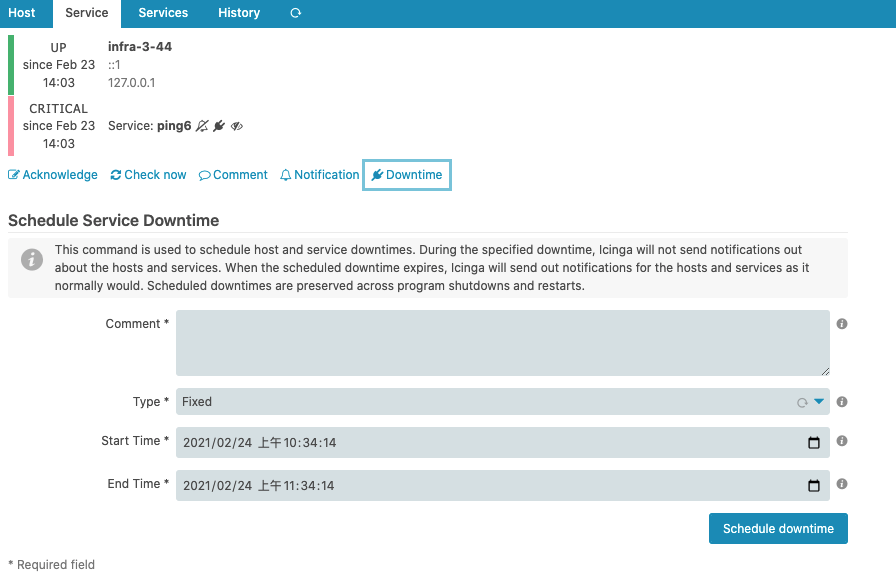 Host Service Services History
UP
since Feb 23
14:03
infra-3-44
::1
127.0.0.1
CRITICAL
since Feb 23
14:03
Service: ping6
Acknowledge Check now Comment Notification Downtime
Schedule Service Downtime
This command is used to schedule host and service downtimes. During the specified downtime, Icinga will not send notifications out
about the hosts and services. When the scheduled downtime expires, Icinga will send out notifications for the hosts and services as it
normally would. Scheduled downtimes are preserved across program shutdowns and restarts.
Comment *
Type * Fixed
Start Time * 2021/02/24 上午10:34:14
End Time * 2021/02/24 上午11:34:14
Schedule downtime
* Required field